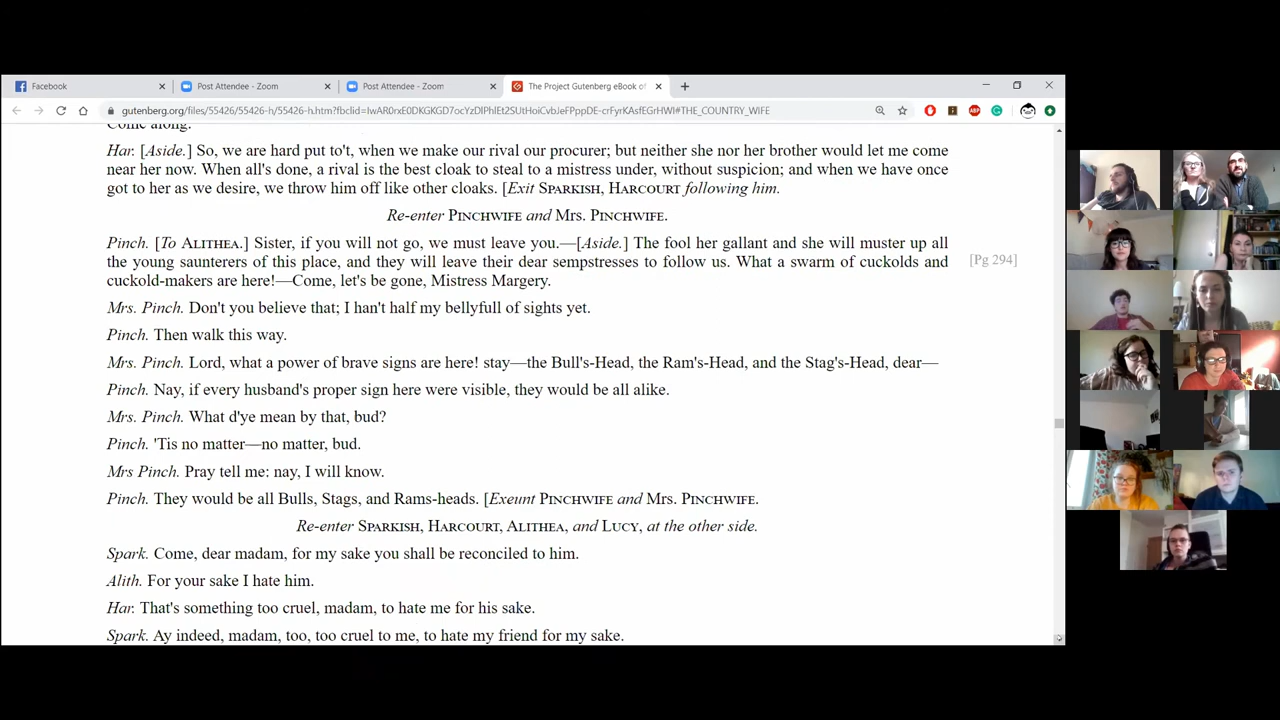 Facebook
Post Attendee - Zoom
Post Attendee - Zoom
The Project Gutenberg eBook of
gutenberg.org/files/55426/55426-h/55426-h.htm?fbclid=IwAR0rxE0DKGKGD7ocYzDlPhlEt2SUtHoiCvbJeFPppDE-crFyrKAsfEGrHWI#THE_COUNTRY_WIFE
Come along.
Har. [Aside.] So, we are hard put to't, when we make our rival our procurer; but neither she nor her brother would let me come
near her now. When all's done, a rival is the best cloak to steal to a mistress under, without suspicion; and when we have once
got to her as we desire, we throw him off like other cloaks. [Exit SPARKISH, HARCOURT following him.
Re-enter PINCHWIFE and Mrs. PINCHWIFE.
Pinch. [To ALITHEA.] Sister, if you will not go, we must leave you.—[Aside.] The fool her gallant and she will muster up all
the young saunterers of this place, and they will leave their dear sempstresses to follow us. What a swarm of cuckolds and
[Pg 294]
cuckold-makers are here!—Come, let's be gone, Mistress Margery.
Mrs. Pinch. Don't you believe that; I han't half my bellyfull of sights yet.
Pinch. Then walk this way.
Mrs. Pinch. Lord, what a power of brave signs are here! stay—the Bull's-Head, the Ram's-Head, and the Stag's-Head, dear—
Pinch. Nay, if every husband's proper sign here were visible, they would be all alike.
Mrs. Pinch. What d'ye mean by that, bud?
Pinch. 'Tis no matter—no matter, bud.
Mrs Pinch. Pray tell me: nay, I will know.
Pinch. They would be all Bulls, Stags, and Rams-heads. [Exeunt PINCHWIFE and Mrs. PINCHWIFE.
Re-enter SPARKISH, HARCOURT, ALITHEA, and LUCY, at the other side.
Spark. Come, dear madam, for my sake you shall be reconciled to him.
Alith. For your sake I hate him.
Har. That's something too cruel, madam, to hate me for his sake.
Spark. Ay indeed, madam, too, too cruel to me, to hate my friend for my sake.